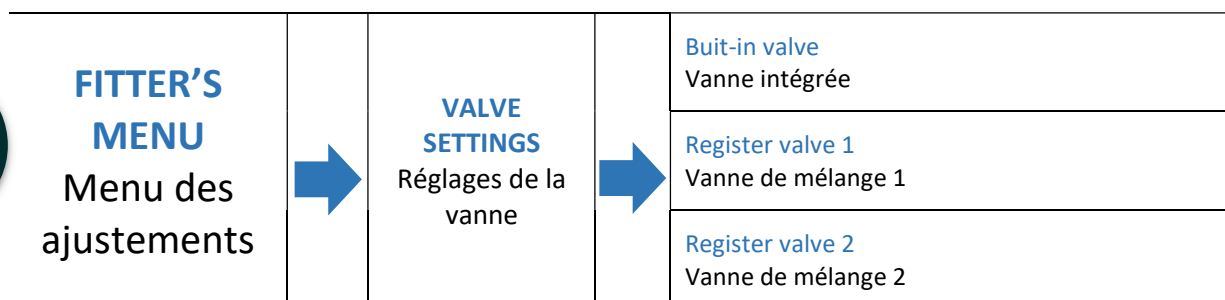 FITTER'S
MENU
Menu des
ajustements
VALVE
SETTINGS
Réglages de la
vanne
Buit-in valve
Vanne intégrée
Register valve 1
Vanne de mélange 1
Register valve 2
Vanne de mélange 2